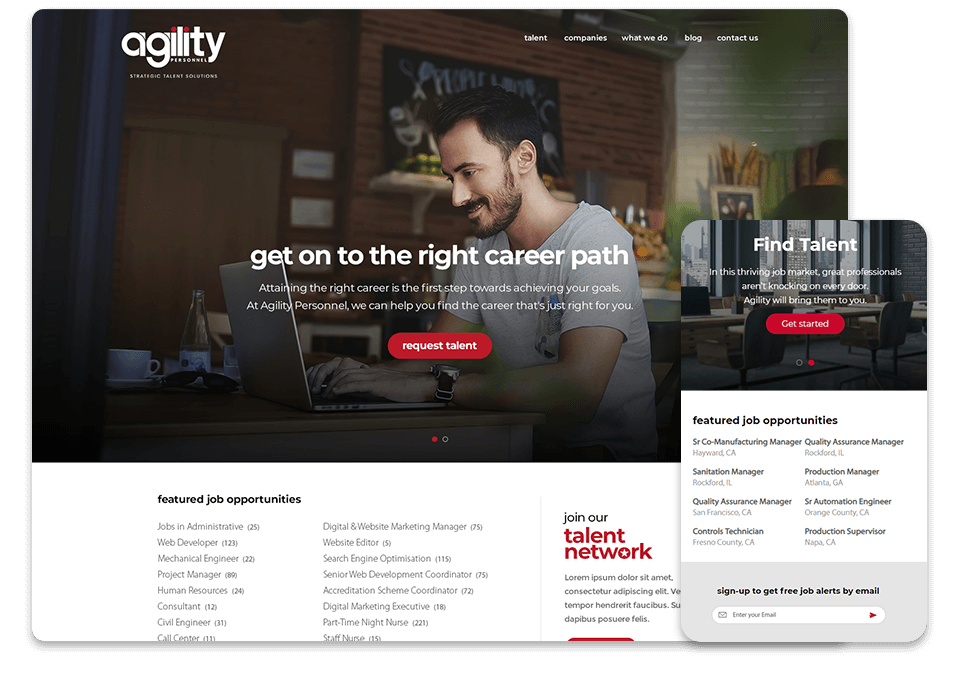 agility
PERSONNEL
STRATEGIC TALENT SOLUTIONS
talent companies what we do blog contact us
get on to the right career path
Attaining the right career is the first step towards achieving your goals.
At Agility Personnel, we can help you find the career that's just right for you.
request talent
featured job opportunities
Jobs in Administrative (25)
Web Developer (123)
Mechanical Engineer (22)
Project Manager (89)
Human Resources (24)
Consultant (12)
Civil Engineer (31)
Call Center (11)
Digital & Website Marketing Manager (75)
Website Editor (5)
Search Engine Optimisation (115)
Senior Web Development Coordinator (75)
Accreditation Scheme Coordinator (72)
Digital Marketing Executive (18)
Part-Time Night Nurse (221)
Staff Nurse (15)
join our
talent
network
Lorem ipsum dolor sit amet,
consectetur adipiscing elit. Ve
tempor hendrerit faucibus. Su
dapibus posuere felis.
Find Talent
In this thriving job market, great professionals
aren't knocking on every door.
Agility will bring them to you.
Get started
featured job opportunities
Sr Co-Manufacturing Manager
Hayward, CA
Quality Assurance Manager
Rockford, IL
Sanitation Manager
Rockford, IL
Production Manager
Atlanta, GA
Quality Assurance Manager
San Francisco, CA
Sr Automation Engineer
Orange County, CA
Controls Technician
Fresno County, CA
Production Supervisor
Napa, CA
sign-up to get free job alerts by email
Enter your Email